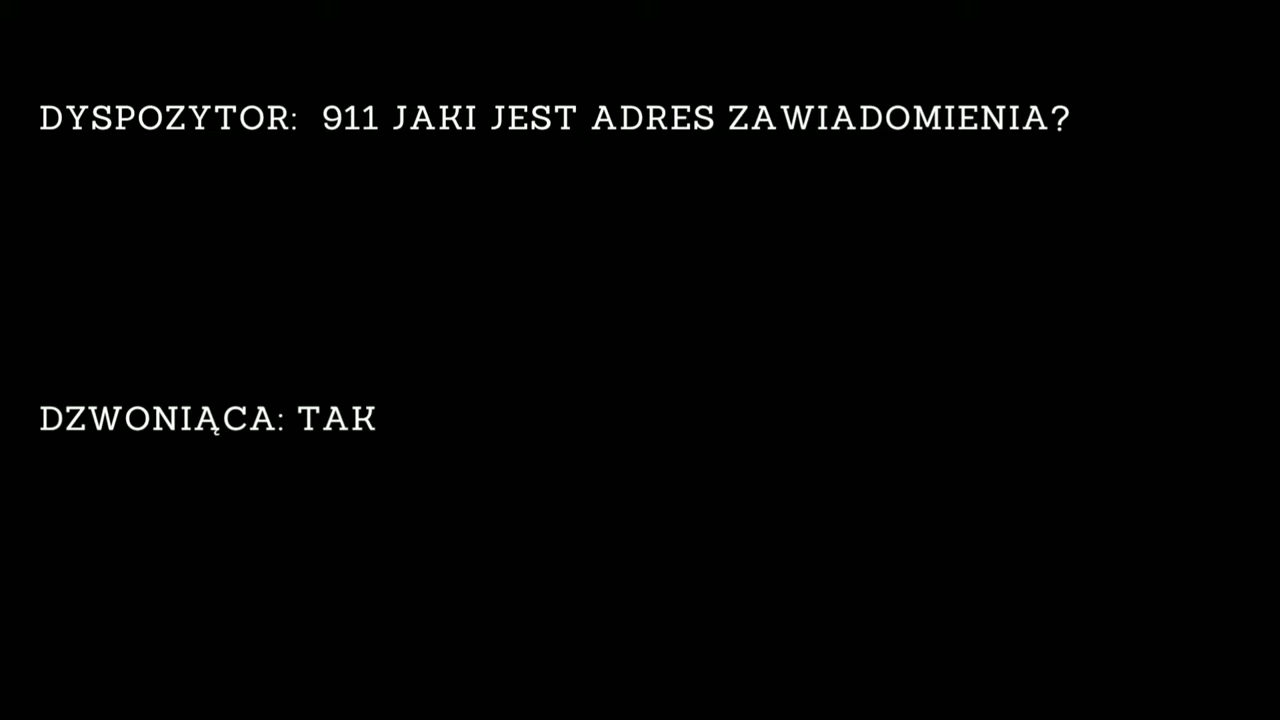 DYSPOZYTOR: 911 JAKI JEST ADRES ZAWIADOMIENIA?
DZWONIĄCA: TAK